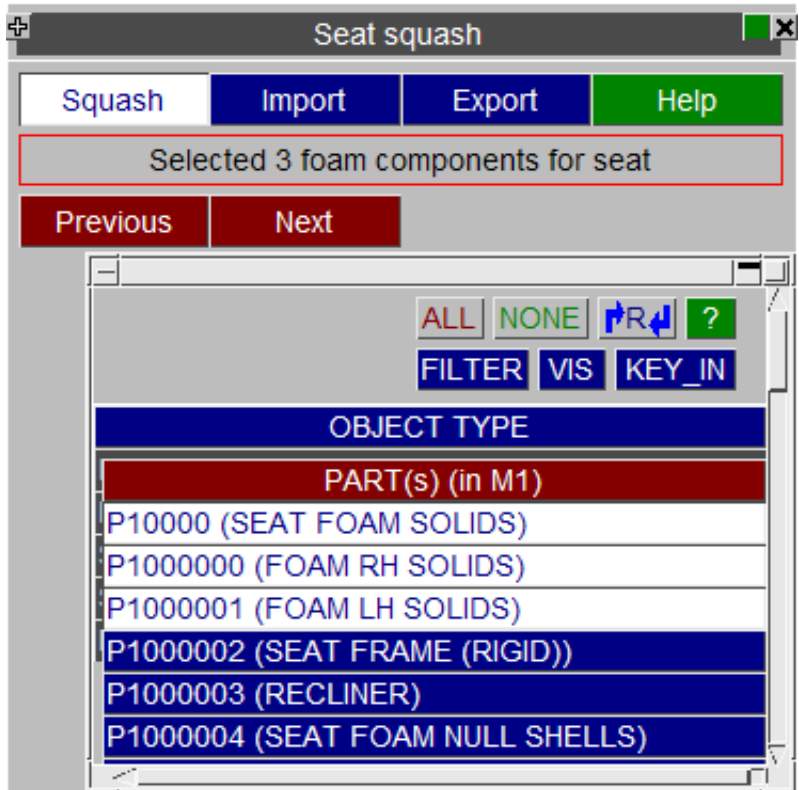 Seat squash
Squash Import Export Help
Selected 3 foam components for seat
Previous Next
ALL NONE R ?
FILTER VIS KEY_IN
OBJECT TYPE
PART(s) (in M1)
P10000 (SEAT FOAM SOLIDS)
P1000000 (FOAM RH SOLIDS)
P1000001 (FOAM LH SOLIDS)
P1000002 (SEAT FRAME (RIGID))
P1000003 (RECLINER)
P1000004 (SEAT FOAM NULL SHELLS)